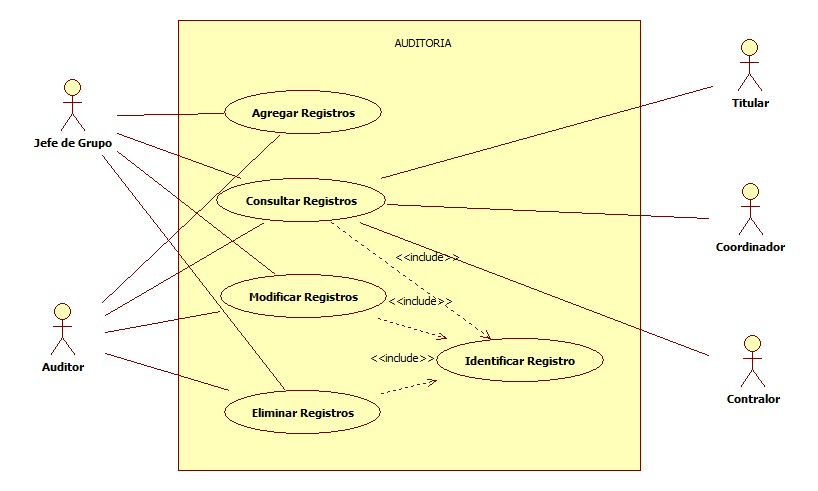 AUDITORIA
Titular
Jefe de Grupo
Agregar Registros
Consultar Registros
Coordinador
<<include>>
Modificar Registros
<<include>>
Auditor
<<include>>
Identificar Registro
Contralor
Eliminar Registros